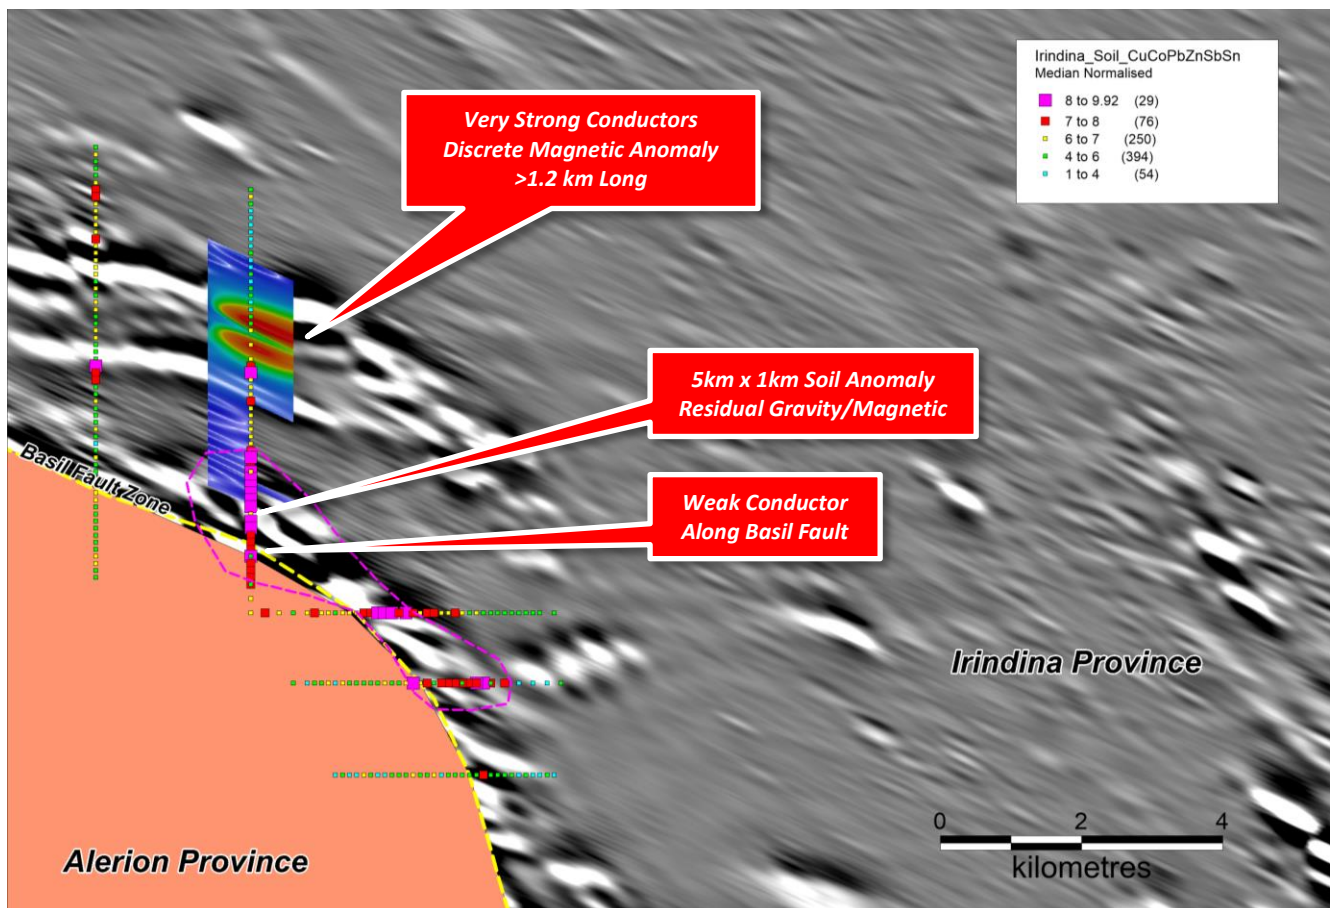 Irindina_Soil_CuCoPbZnSbSn
Median Normalised
8 to 9.92 (29)
7 to 8 (76)
6 to 7 (250)
4 to 6 (394)
1 to 4 (54)
Very Strong Conductors
Discrete Magnetic Anomaly
>1.2 km Long
5km x 1km Soil Anomaly
Residual Gravity/Magnetic
Basil Fault Zone
Weak Conductor
Along Basil Fault
Irindina Province
Alerion Province
0 2 4
kilometres